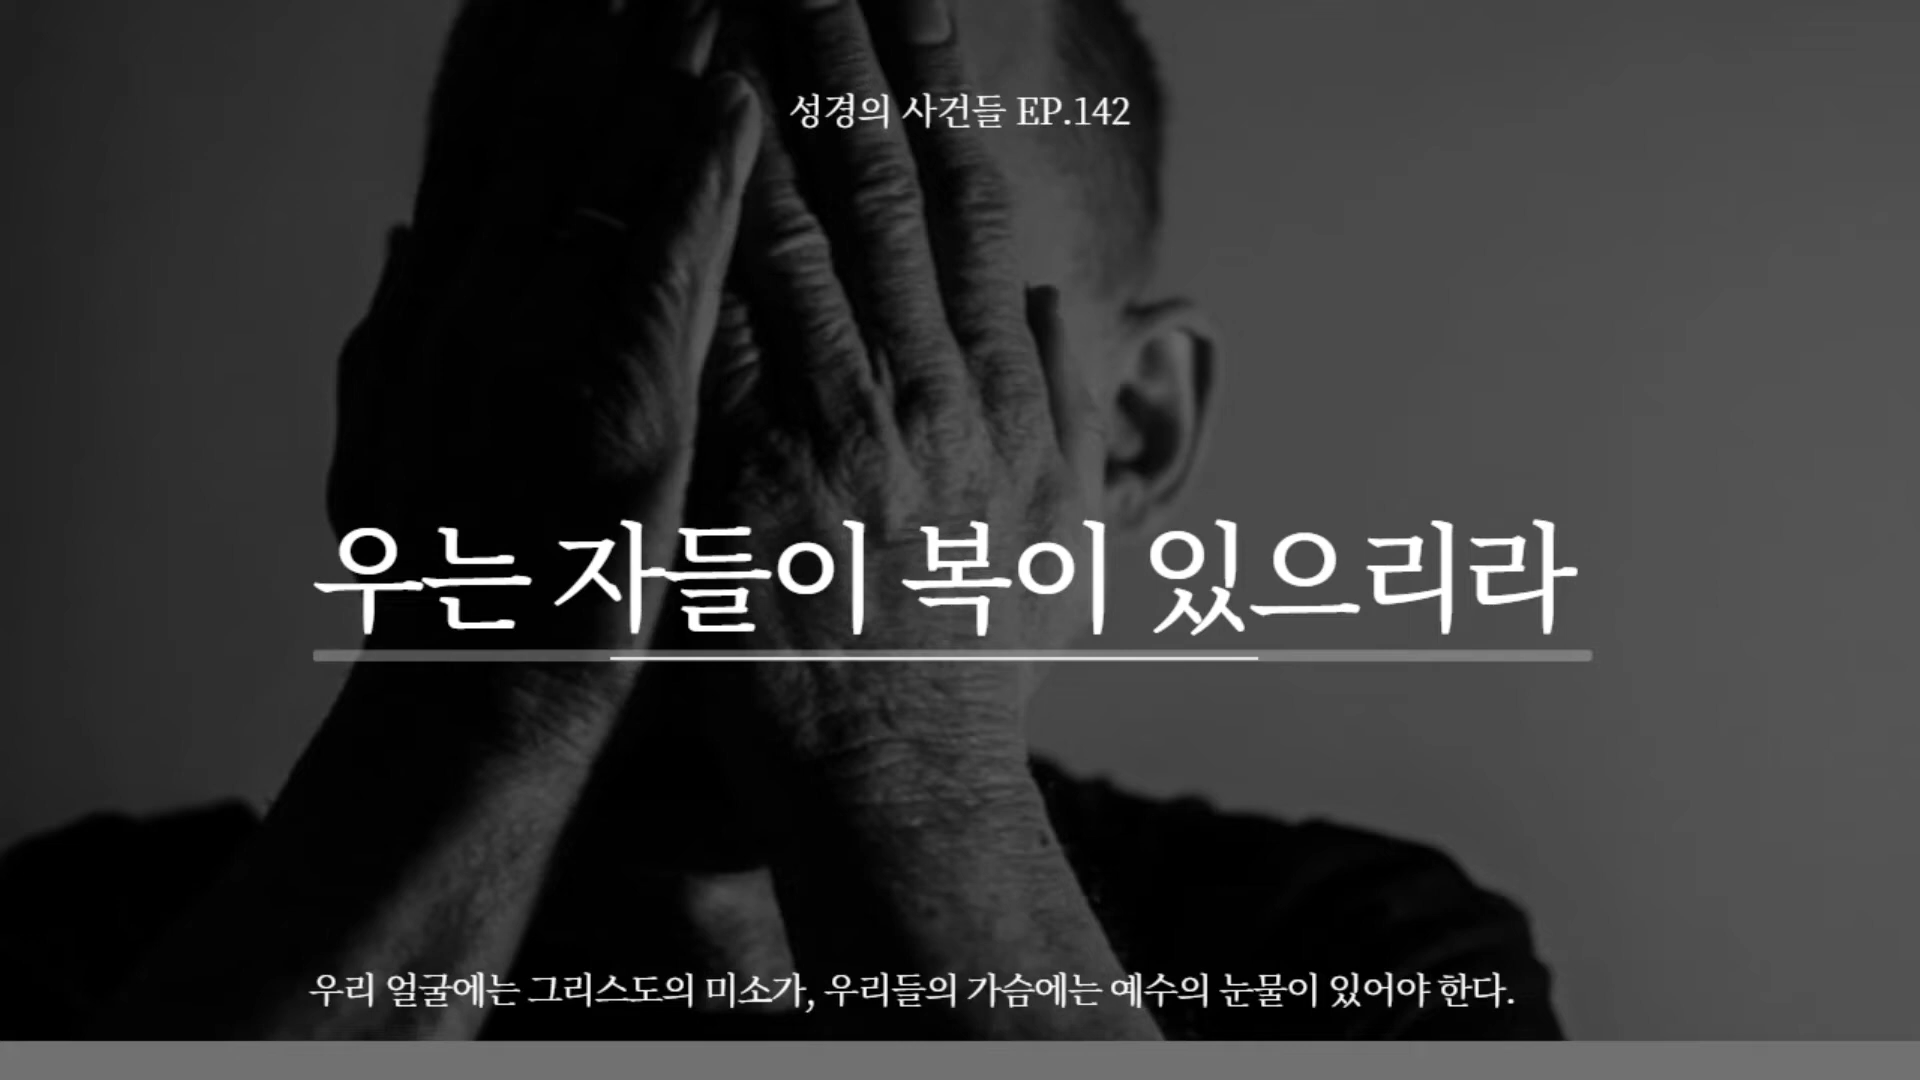 성경의 사건들 EP.142
우는 자들이 복이 있으리라
우리 얼굴에는 그리스도의 미소가, 우리들의 가슴에는 예수의 눈물이 있어야 한다.